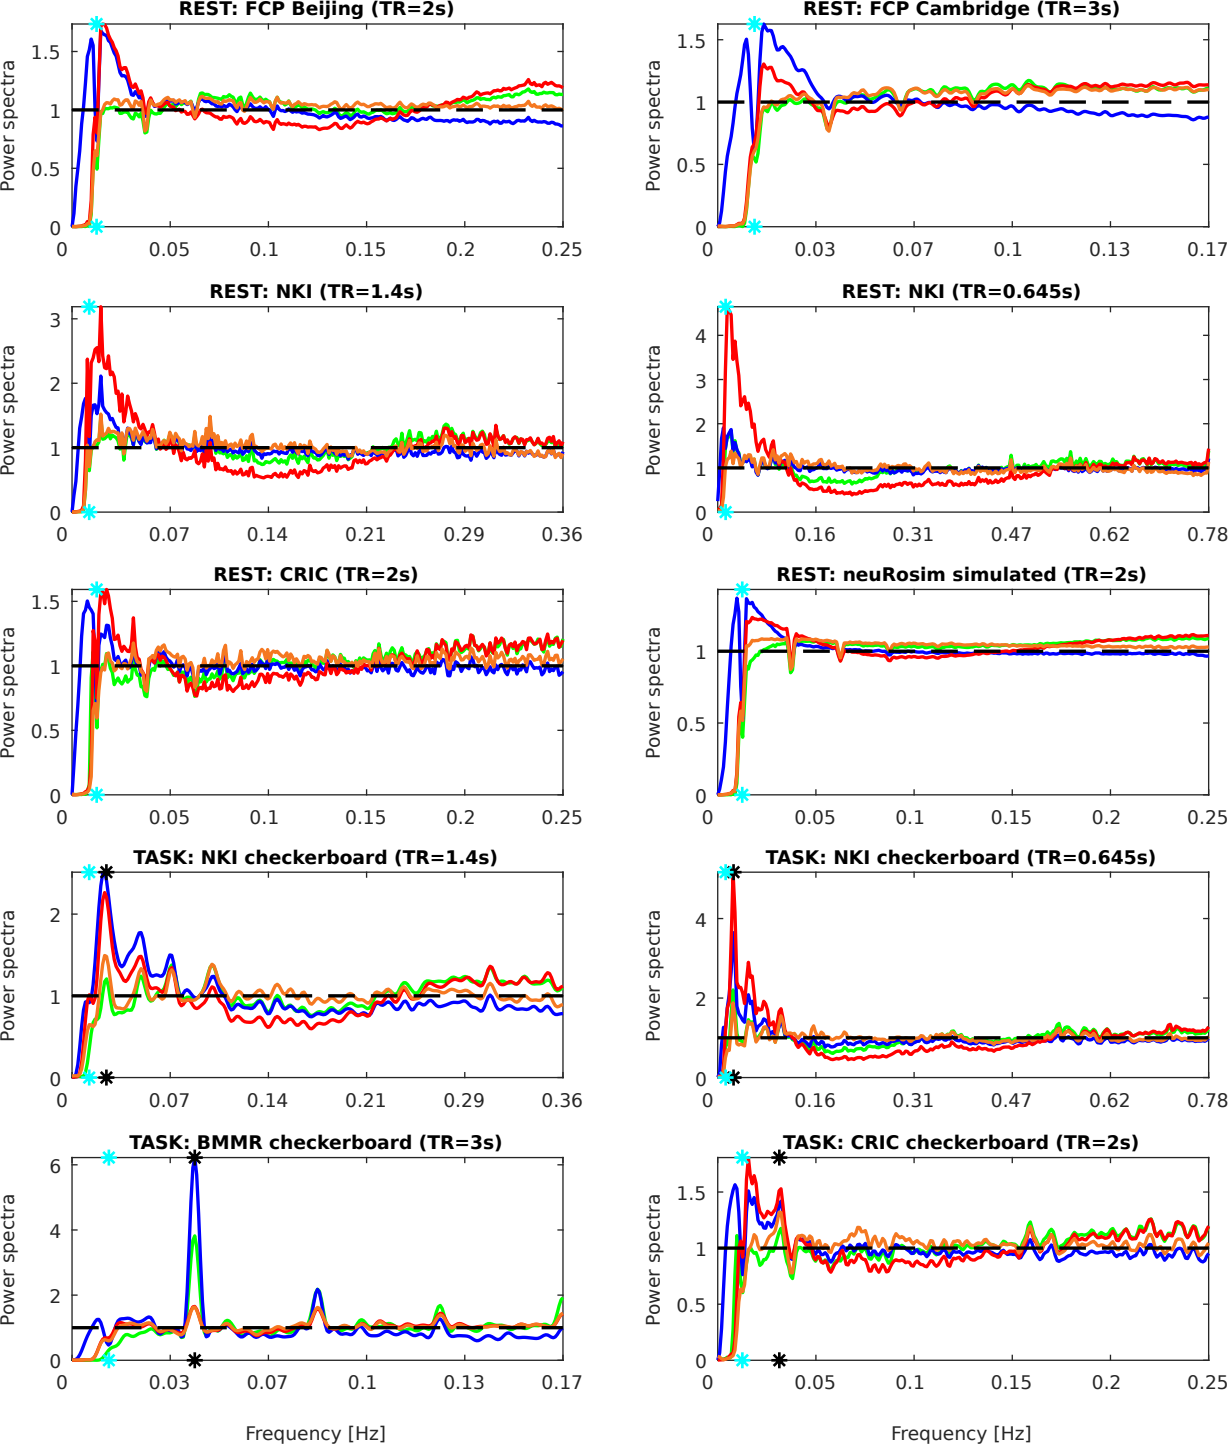 REST: FCP Beijing (TR=2s)
Power spectra
1.5
1
0.5
0
0 0.05 0.1 0.15 0.2 0.25
REST: FCP Cambridge (TR=3s)
Power spectra
1.5
1
0.5
0
0 0.03 0.07 0.1 0.13 0.17
REST: NKI (TR=1.4s)
Power spectra
3
2
1
0
0 0.07 0.14 0.21 0.29 0.36
REST: NKI (TR=0.645s)
Power spectra
4
3
2
1
0
0 0.16 0.31 0.47 0.62 0.78
REST: CRIC (TR=2s)
Power spectra
1.5
1
0.5
0
0 0.05 0.1 0.15 0.2 0.25
REST: neuRosim simulated (TR=2s)
Power spectra
1
0.5
0
0 0.05 0.1 0.15 0.2 0.25
TASK: NKI checkerboard (TR=1.4s)
Power spectra
2
1
0
0 0.07 0.14 0.21 0.29 0.36
TASK: NKI checkerboard (TR=0.645s)
Power spectra
4
2
0
0 0.16 0.31 0.47 0.62 0.78
TASK: BMMR checkerboard (TR=3s)
Power spectra
6
4
2
0
0 0.03 0.07 0.1 0.13 0.17
Frequency [Hz]
TASK: CRIC checkerboard (TR=2s)
Power spectra
1.5
1
0.5
0
0 0.05 0.1 0.15 0.2 0.25
Frequency [Hz]